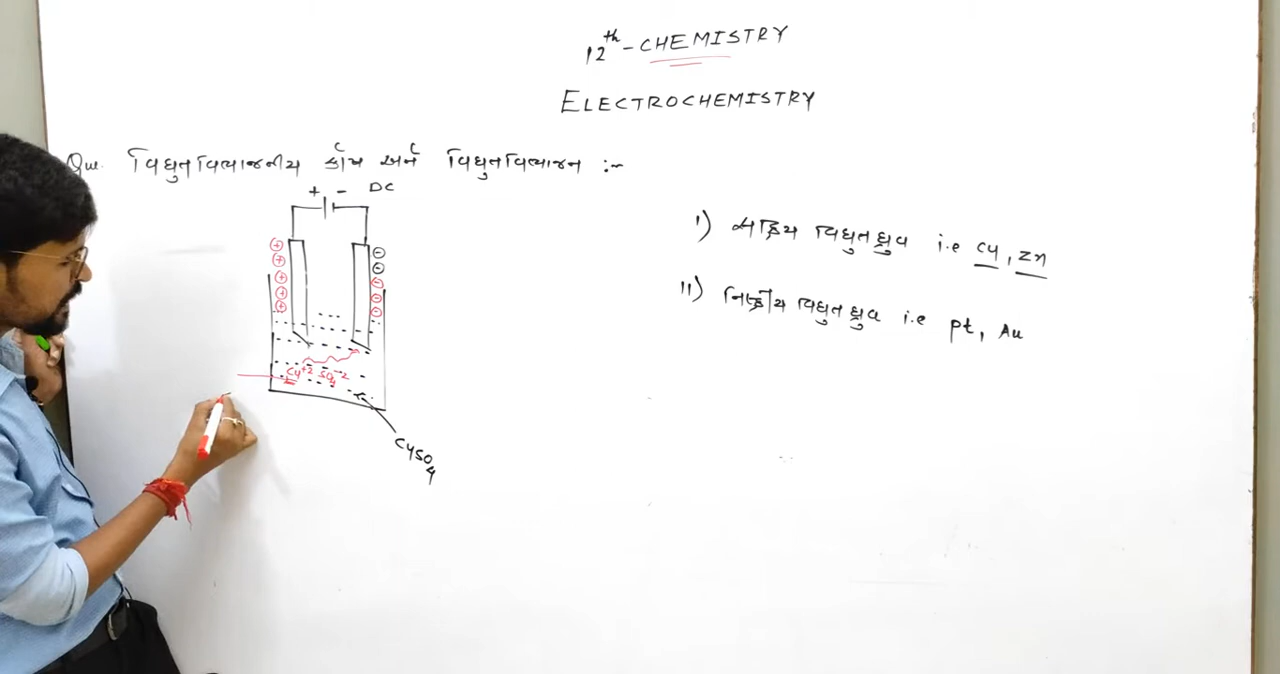 12th - CHEMISTRY
ELECTROCHEMISTRY
Que. વિદ્યુતવિભાજનીય કોષ અને વિદ્યુતવિભાજન :-
+ - DC
Cu+2 SO4-2
CuSO4
I) સક્રિય વિદ્યુતધ્રુવ i.e Cu, Zn
II) નિષ્ક્રીય વિદ્યુતધ્રુવ i.e pt, Au